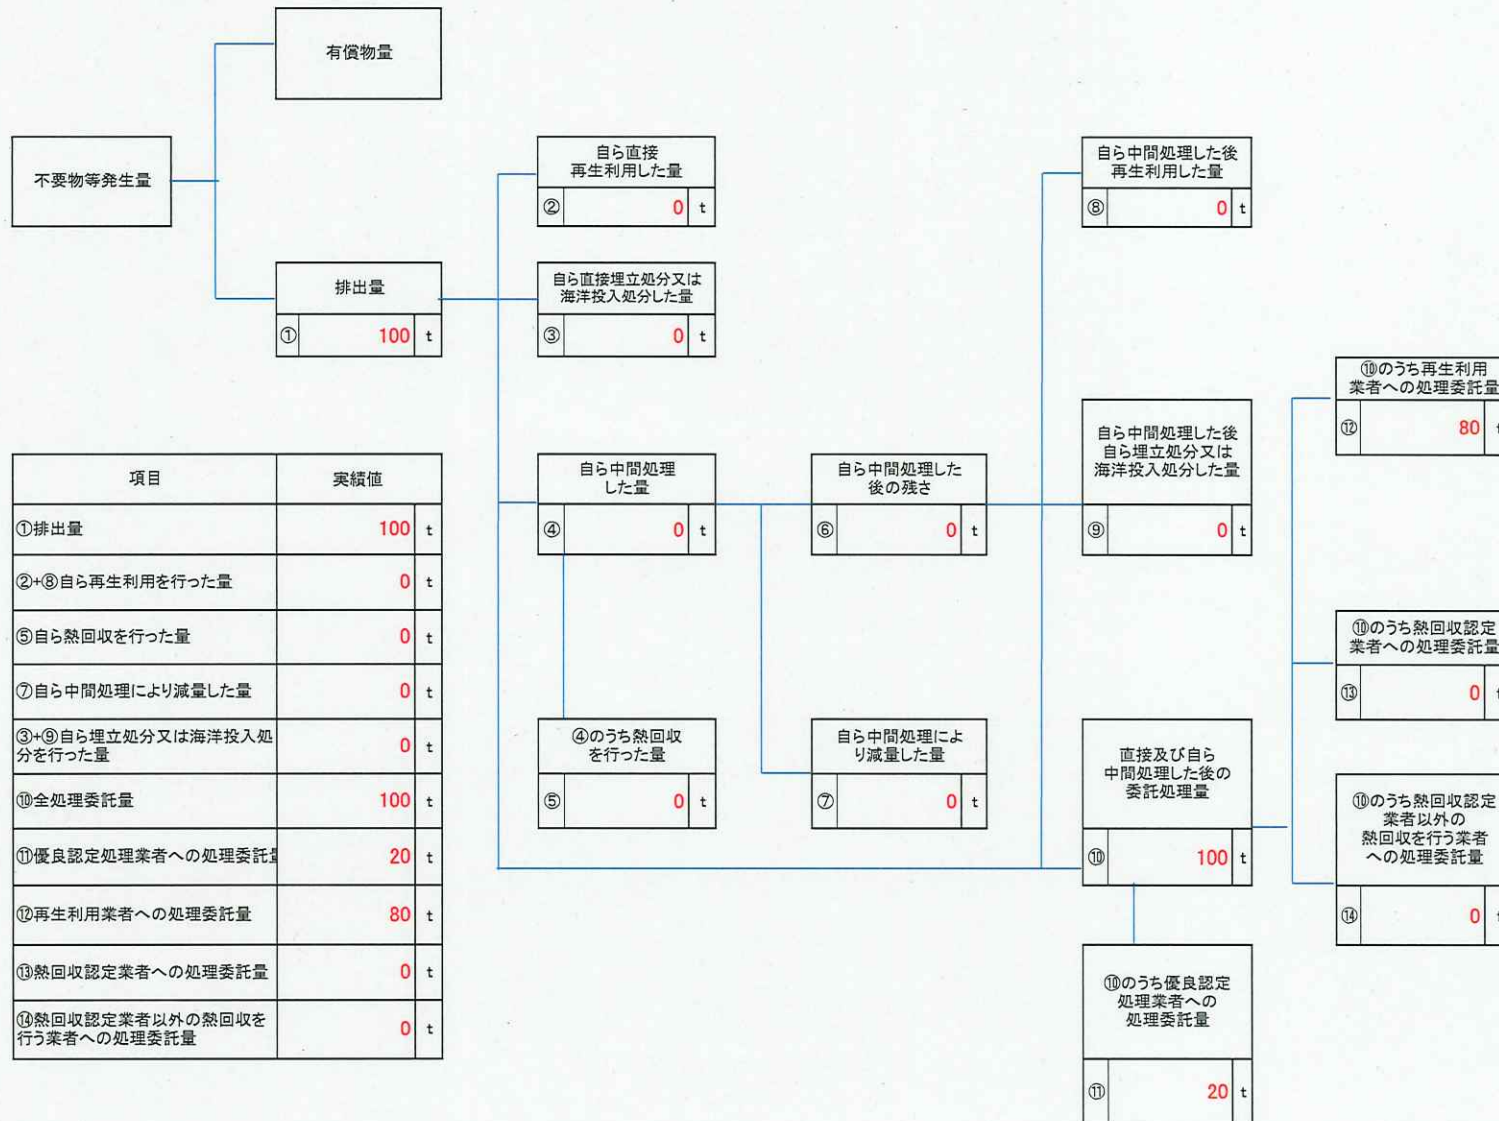 有償物量
不要物等発生量
排出量
① 100 t
自ら直接
再生利用した量
② 0 t
自ら直接埋立処分又は
海洋投入処分した量
③ 0 t
自ら中間処理
した量
④ 0 t
④のうち熱回収
を行った量
⑤ 0 t
自ら中間処理した
後の残さ
⑥ 0 t
自ら中間処理によ
り減量した量
⑦ 0 t
自ら中間処理した後
再生利用した量
⑧ 0 t
自ら中間処理した後
自ら埋立処分又は
海洋投入処分した量
⑨ 0 t
直接及び自ら
中間処理した後の
委託処理量
⑩ 100 t
⑩のうち優良認定
処理業者への
処理委託量
⑪ 20 t
⑩のうち再生利用
業者への処理委託量
⑫ 80
⑩のうち熱回収認定
業者への処理委託量
⑬ 0
⑩のうち熱回収認定
業者以外の
熱回収を行う業者
への処理委託量
⑭ 0
項目 実績値
①排出量 100 t
②+⑧自ら再生利用を行った量 0 t
⑤自ら熱回収を行った量 0 t
⑦自ら中間処理により減量した量 0 t
③+⑨自ら埋立処分又は海洋投入処
分を行った量 0 t
⑩全処理委託量 100 t
⑪優良認定処理業者への処理委託量 20 t
⑫再生利用業者への処理委託量 80 t
⑬熱回収認定業者への処理委託量 0 t
⑭熱回収認定業者以外の熱回収を
行う業者への処理委託量 0 t